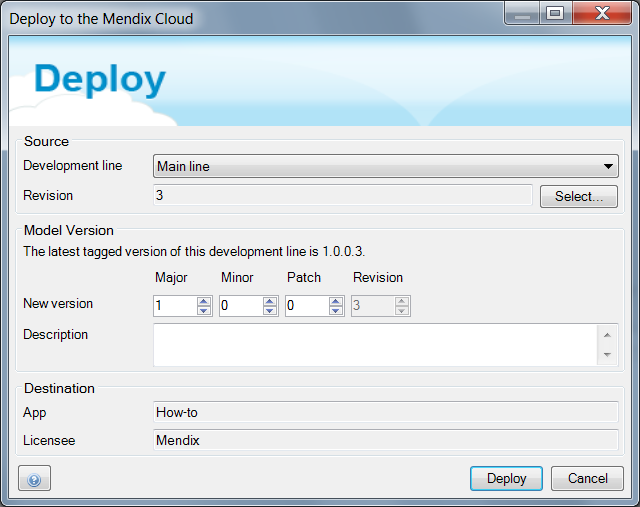 Deploy to the Mendix Cloud
Deploy
Source
Development line Main line
Revision 3 Select...
Model Version
The latest tagged version of this development line is 1.0.0.3.
Major Minor Patch Revision
New version 1 0 0 3
Description
Destination
App How-to
Licensee Mendix
? Deploy Cancel